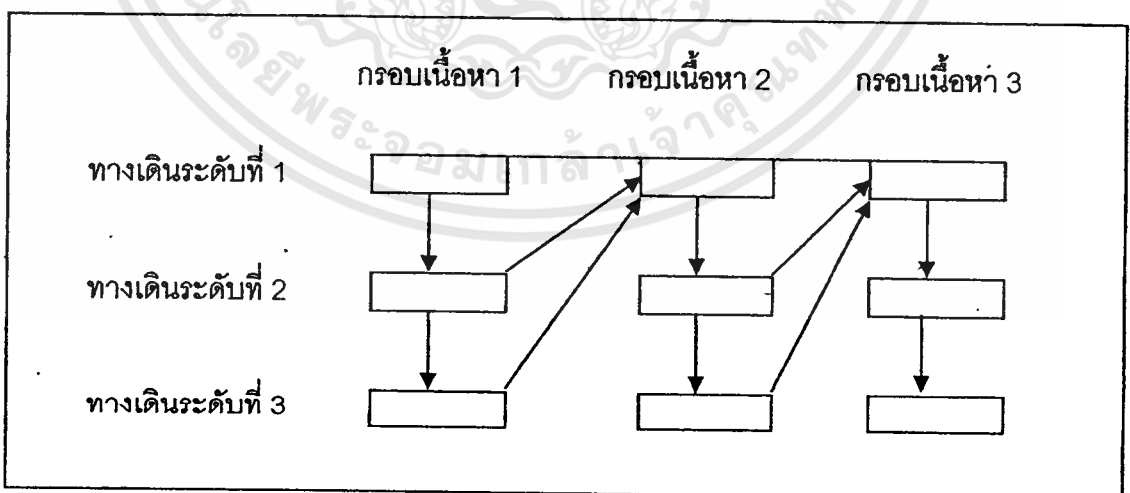 กรอบเนื้อหา 1 กรอบเนื้อหา 2 กรอบเนื้อหา 3
ทางเดินระดับที่ 1
ทางเดินระดับที่ 2
ทางเดินระดับที่ 3